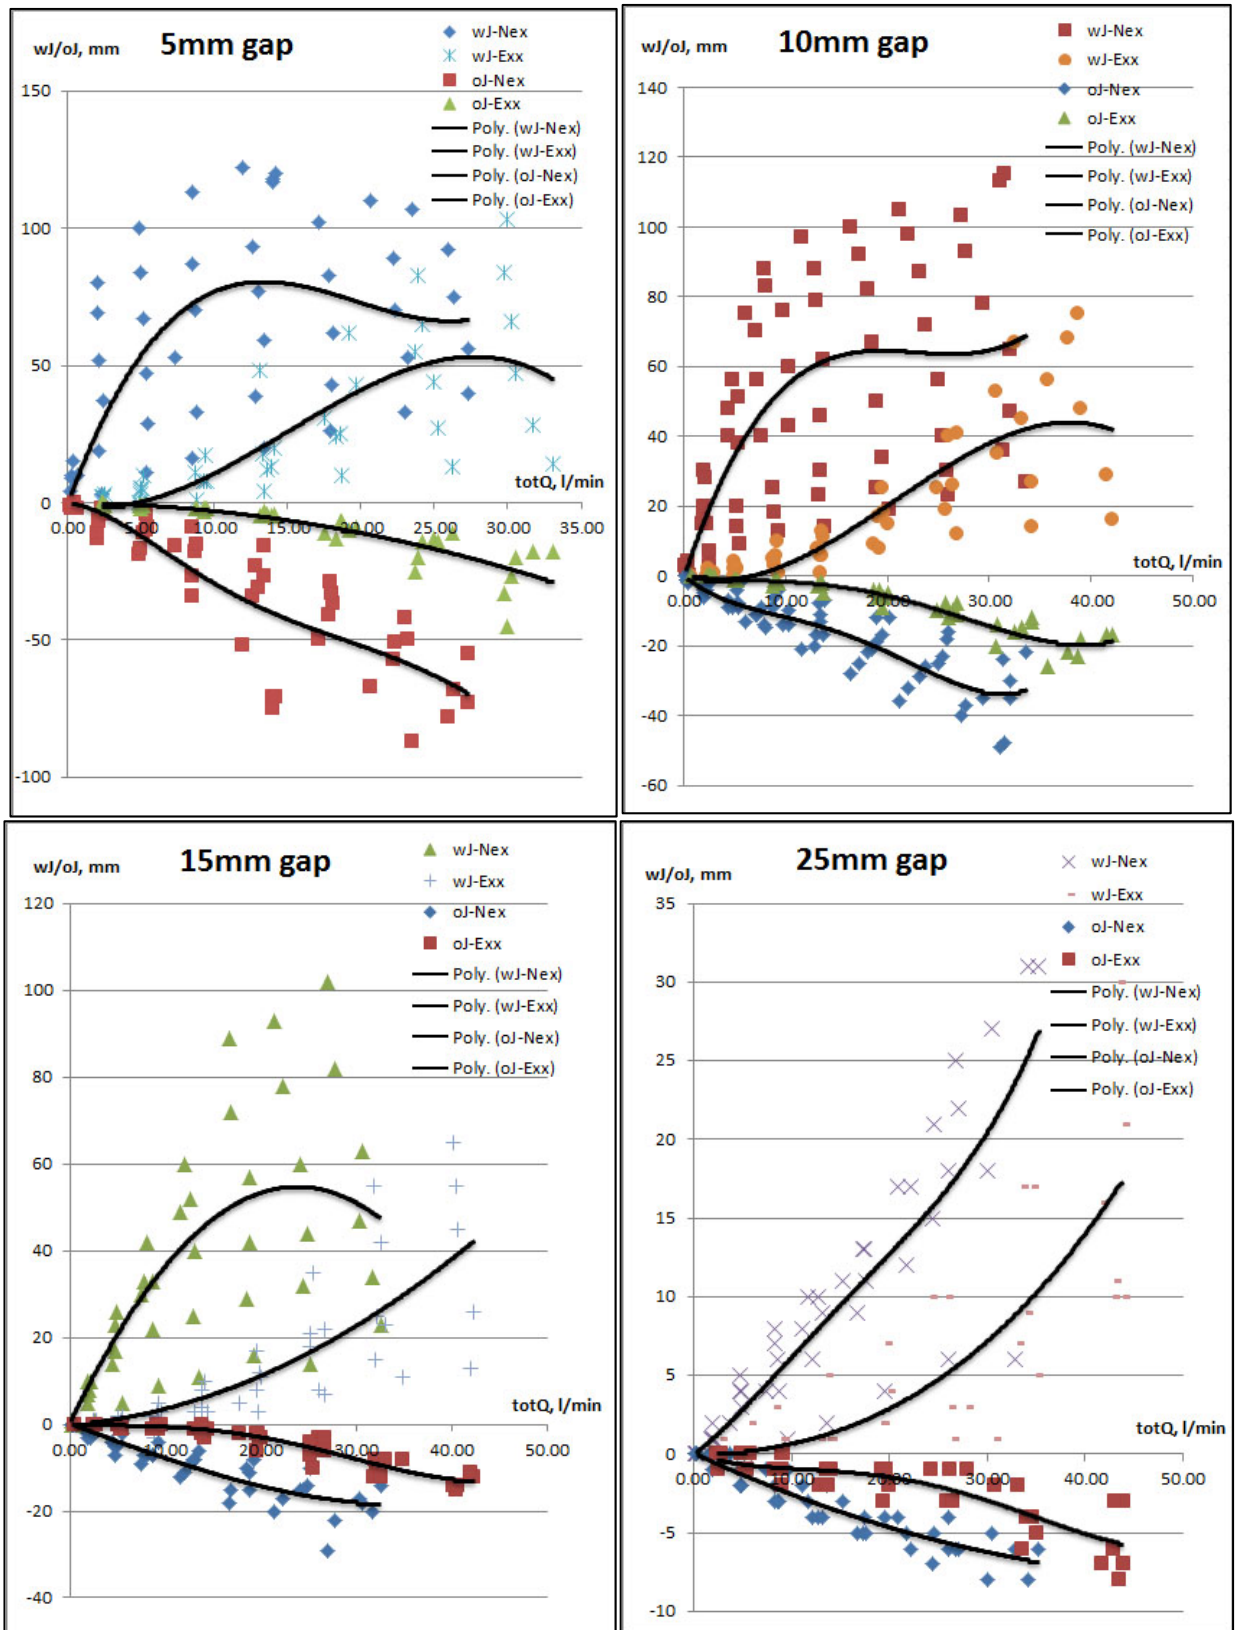 wJ/oJ, mm
5mm gap
wJ-Nex
wJ-Exx
oJ-Nex
oJ-Exx
Poly. (wJ-Nex)
Poly. (wJ-Exx)
Poly. (oJ-Nex)
Poly. (oJ-Exx)
150
100
50
0
-50
-100
totQ, l/min
0.00
5.00
10.00
15.00
20.00
25.00
30.00
35.00
wJ/oJ, mm
10mm gap
wJ-Nex
wJ-Exx
oJ-Nex
oJ-Exx
Poly. (wJ-Nex)
Poly. (wJ-Exx)
Poly. (oJ-Nex)
Poly. (oJ-Exx)
140
120
100
80
60
40
20
0
-20
-40
-60
totQ, l/min
0.00
10.00
20.00
30.00
40.00
50.00
wJ/oJ, mm
15mm gap
wJ-Nex
wJ-Exx
oJ-Nex
oJ-Exx
Poly. (wJ-Nex)
Poly. (wJ-Exx)
Poly. (oJ-Nex)
Poly. (oJ-Exx)
120
100
80
60
40
20
0
-20
-40
totQ, l/min
0.00
10.00
20.00
30.00
40.00
50.00
wJ/oJ, mm
25mm gap
wJ-Nex
wJ-Exx
oJ-Nex
oJ-Exx
Poly. (wJ-Nex)
Poly. (wJ-Exx)
Poly. (oJ-Nex)
Poly. (oJ-Exx)
35
30
25
20
15
10
5
0
-5
-10
totQ, l/min
0.00
10.00
20.00
30.00
40.00
50.00